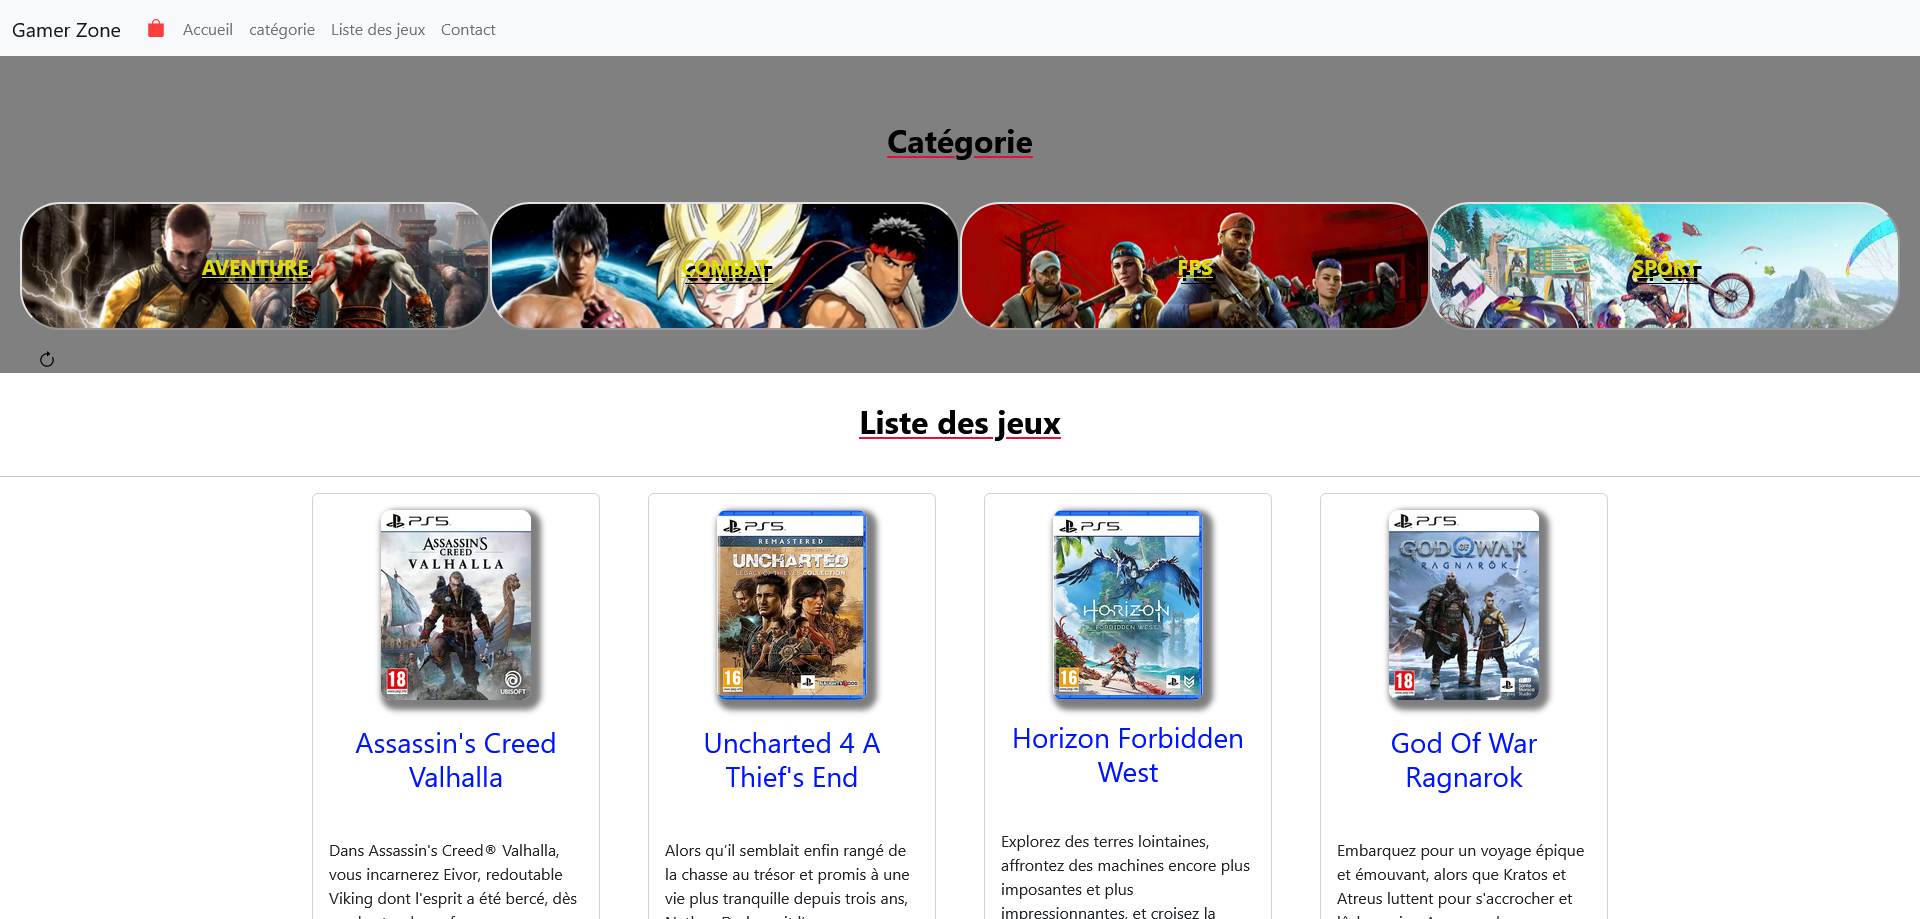 Gamer Zone Accueil catégorie Liste des jeux Contact
Catégorie
AVENTURE
COMBAT
FPS
SPORT
Liste des jeux
PS5
ASSASSIN'S
CREED
VALHALLA
18
UBISOFT
PS5
REMASTERED
UNCHARTED
LEGACY OF THIEVES COLLECTION
16
NAUGHTY DOG
PS5
HORIZON
FORBIDDEN WEST
16
PS5
GOD OF WAR
RAGNARÖK
18
Assassin's Creed
Valhalla
Uncharted 4 A
Thief's End
Horizon Forbidden
West
God Of War
Ragnarok
Dans Assassin's Creed® Valhalla,
vous incarnerez Eivor, redoutable
Viking dont l'esprit a été bercé, dès
Alors qu’il semblait enfin rangé de
la chasse au trésor et promis à une
vie plus tranquille depuis trois ans,
Explorez des terres lointaines,
affrontez des machines encore plus
imposantes et plus
impressionnantes, et croisez la
Embarquez pour un voyage épique
et émouvant, alors que Kratos et
Atreus luttent pour s'accrocher et